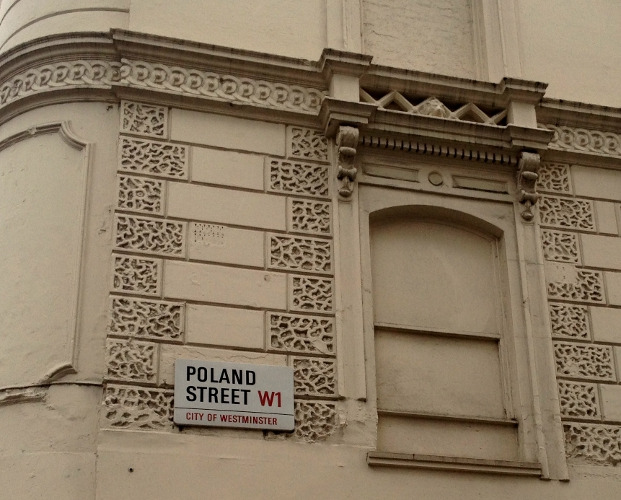 POLAND
STREET W1
CITY OF WESTMINSTER